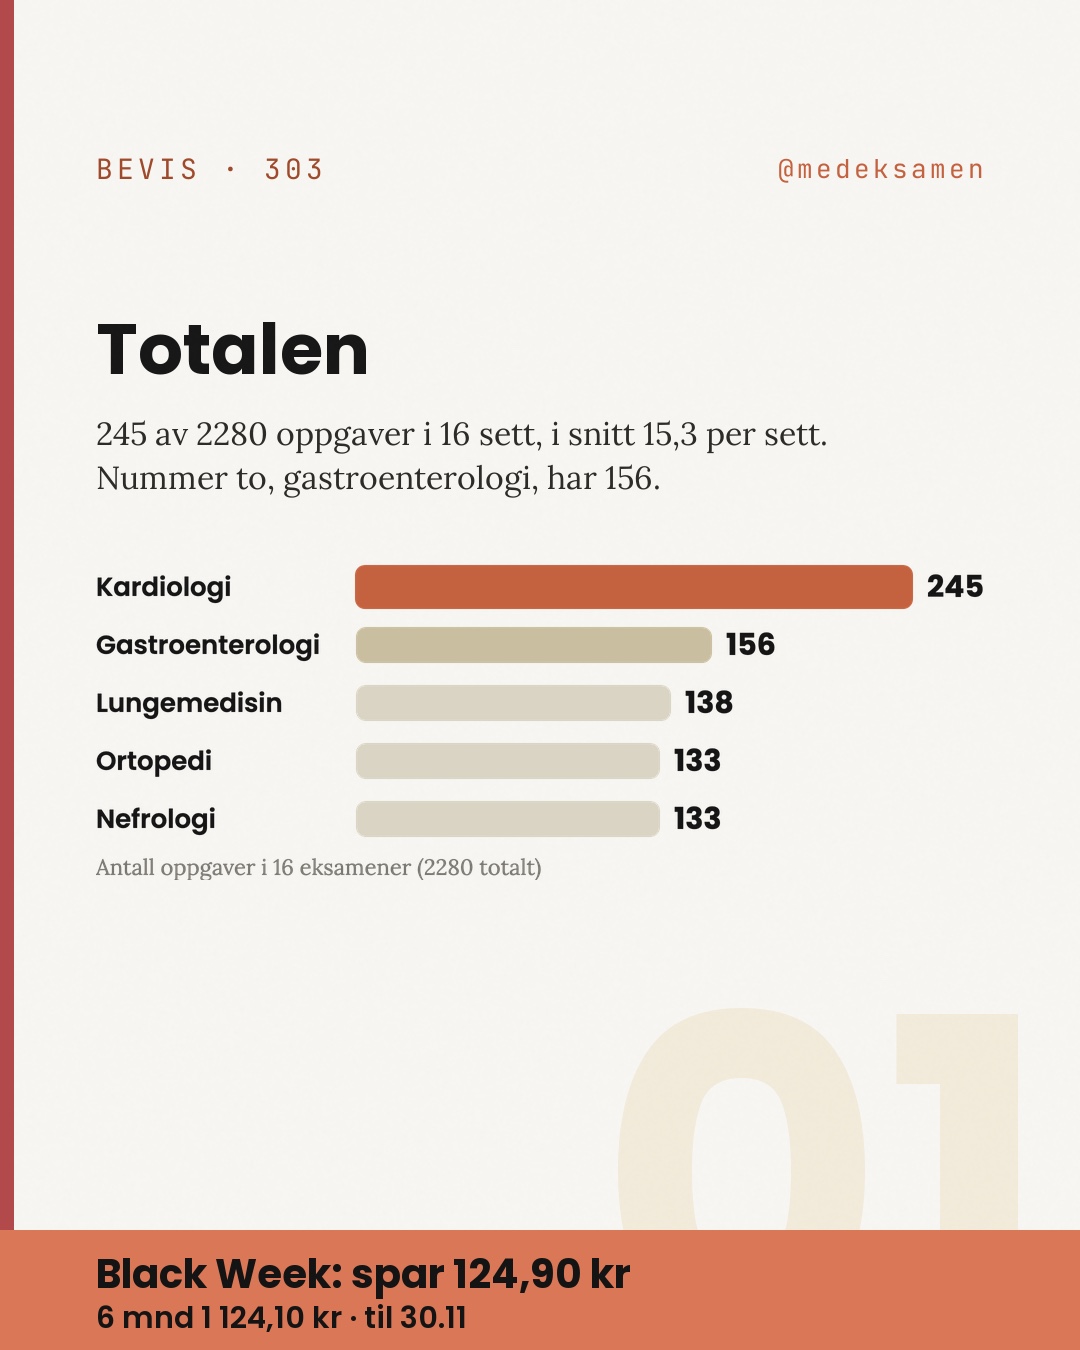 BEVIS · 303
@medeksamen
Totalen
245 av 2280 oppgaver i 16 sett, i snitt 15,3 per sett.
Nummer to, gastroenterologi, har 156.
Kardiologi 245
Gastroenterologi 156
Lungemedisin 138
Ortopedi 133
Nefrologi 133
Antall oppgaver i 16 eksamener (2280 totalt)
01
Black Week: spar 124,90 kr
6 mnd 1 124,10 kr · til 30.11